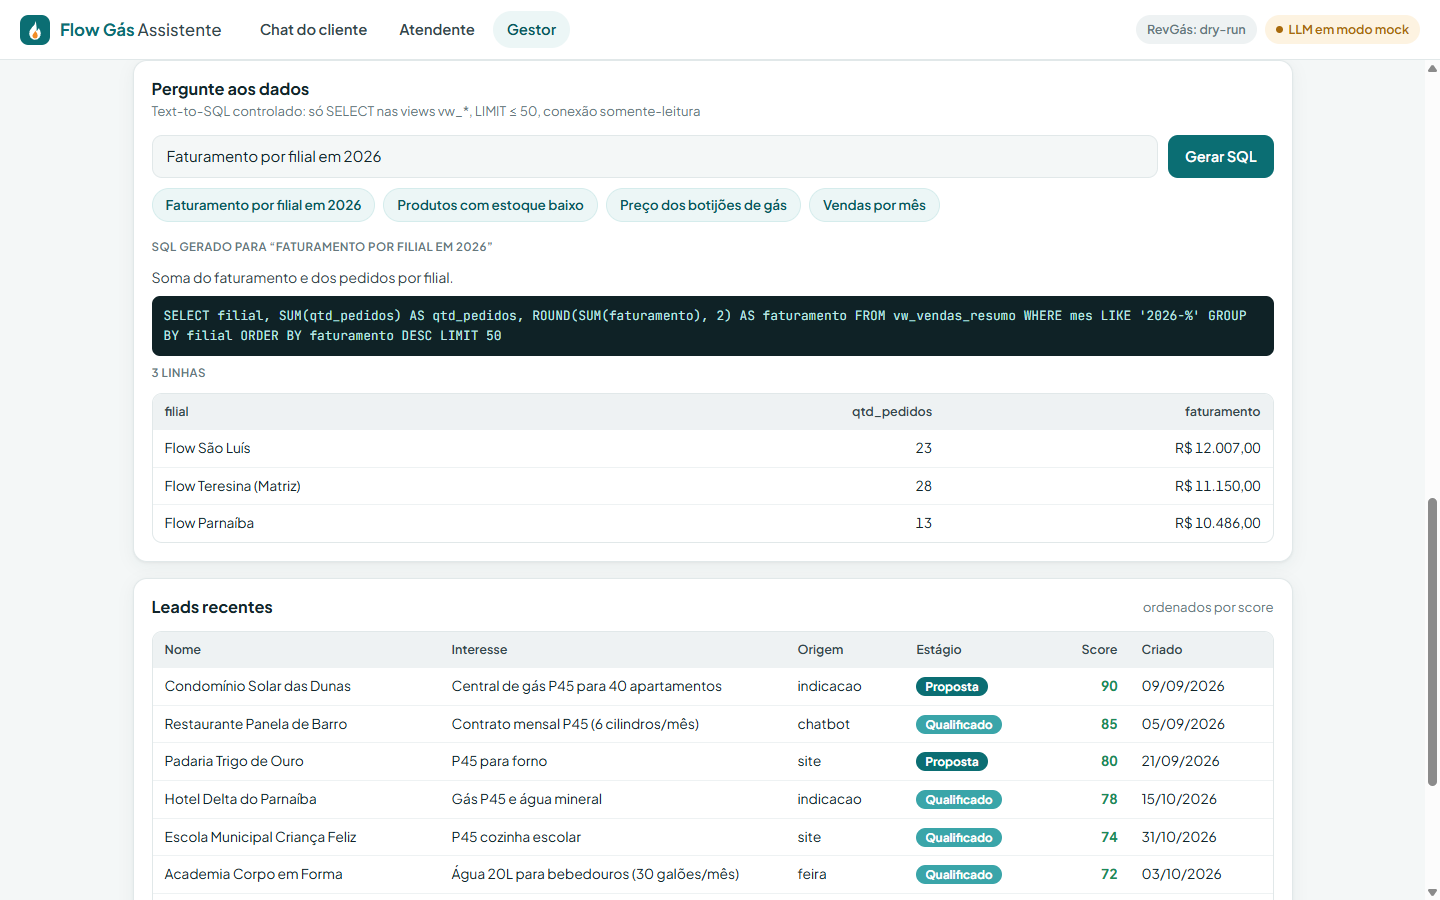 Flow Gás Assistente
Chat do cliente
Atendente
Gestor
RevGás: dry-run
LLM em modo mock
Pergunte aos dados
Text-to-SQL controlado: só SELECT nas views vw_*, LIMIT ≤ 50, conexão somente-leitura
Faturamento por filial em 2026
Gerar SQL
Faturamento por filial em 2026
Produtos com estoque baixo
Preço dos botijões de gás
Vendas por mês
SQL GERADO PARA “FATURAMENTO POR FILIAL EM 2026”
Soma do faturamento e dos pedidos por filial.
SELECT filial, SUM(qtd_pedidos) AS qtd_pedidos, ROUND(SUM(faturamento), 2) AS faturamento FROM vw_vendas_resumo WHERE mes LIKE '2026-%' GROUP
BY filial ORDER BY faturamento DESC LIMIT 50
3 LINHAS
filial qtd_pedidos faturamento
Flow São Luís 23 R$ 12.007,00
Flow Teresina (Matriz) 28 R$ 11.150,00
Flow Parnaíba 13 R$ 10.486,00
Leads recentes
ordenados por score
Nome Interesse Origem Estágio Score Criado
Condomínio Solar das Dunas Central de gás P45 para 40 apartamentos indicacao Proposta 90 09/09/2026
Restaurante Panela de Barro Contrato mensal P45 (6 cilindros/mês) chatbot Qualificado 85 05/09/2026
Padaria Trigo de Ouro P45 para forno site Proposta 80 21/09/2026
Hotel Delta do Parnaíba Gás P45 e água mineral indicacao Qualificado 78 15/10/2026
Escola Municipal Criança Feliz P45 cozinha escolar site Qualificado 74 31/10/2026
Academia Corpo em Forma Água 20L para bebedouros (30 galões/mês) feira Qualificado 72 03/10/2026